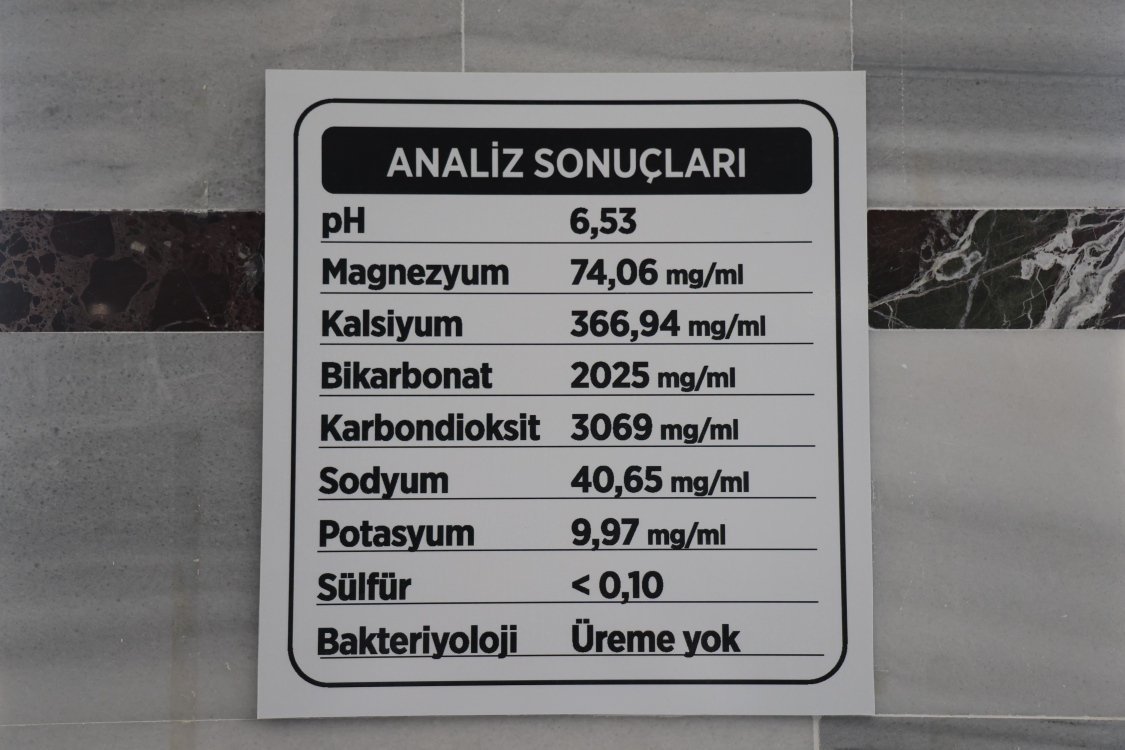 ANALİZ SONUÇLARI
pH 6,53
Magnezyum 74,06 mg/ml
Kalsiyum 366,94 mg/ml
Bikarbonat 2025 mg/ml
Karbondioksit 3069 mg/ml
Sodyum 40,65 mg/ml
Potasyum 9,97 mg/ml
Sülfür < 0,10
Bakteriyoloji Üreme yok